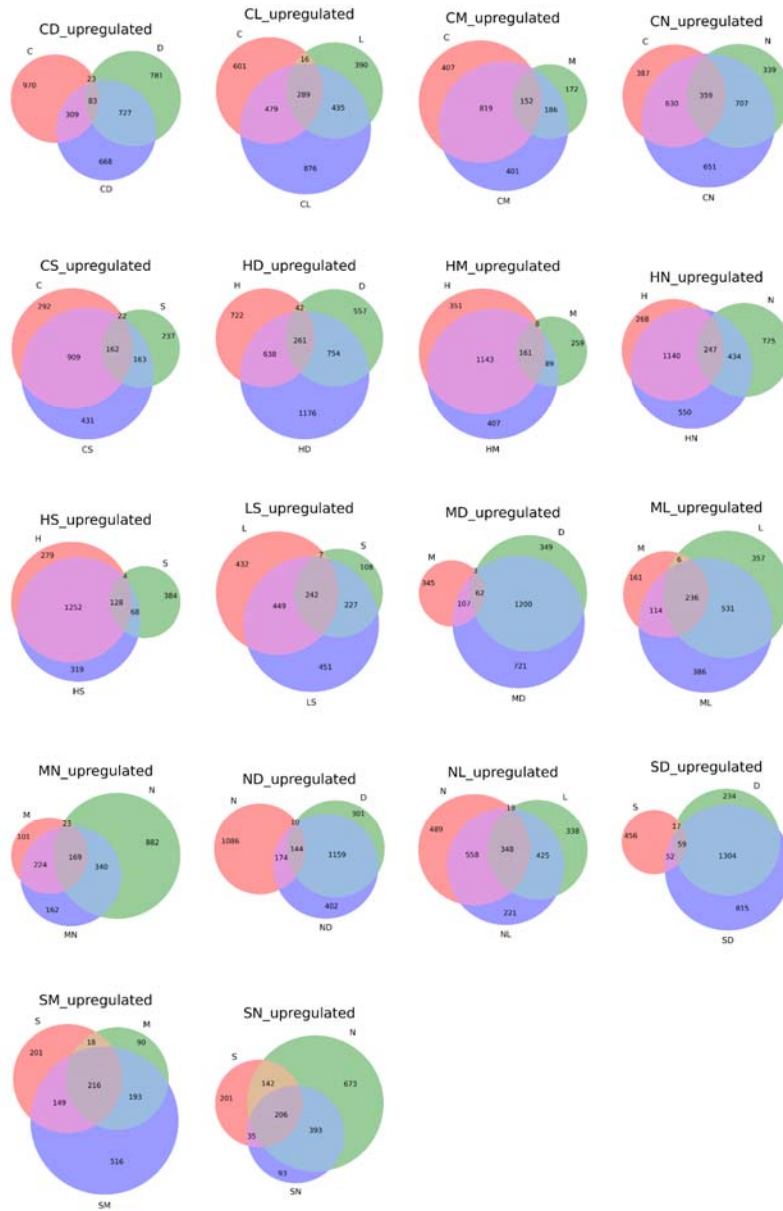 CD_upregulated
C
D
970
23
781
83
309
727
668
CD
CL_upregulated
C
L
601
16
390
289
479
435
876
CL
CM_upregulated
C
M
407
172
819
152
186
401
CM
CN_upregulated
C
N
387
339
630
359
707
651
CN
CS_upregulated
C
S
292
22
237
909
162
163
431
CS
HD_upregulated
H
D
722
42
557
638
261
754
1176
HD
HM_upregulated
H
M
351
8
259
1143
161
89
407
HM
HN_upregulated
H
N
268
775
1140
247
434
550
HN
HS_upregulated
H
S
279
4
384
1252
128
68
319
HS
LS_upregulated
L
S
432
7
108
449
242
227
451
LS
MD_upregulated
M
D
345
3
349
107
62
1200
721
MD
ML_upregulated
M
L
161
6
357
114
236
531
386
ML
MN_upregulated
M
N
101
23
882
224
169
340
162
MN
ND_upregulated
N
D
1086
10
301
174
144
1159
402
ND
NL_upregulated
N
L
489
19
338
558
348
425
221
NL
SD_upregulated
S
D
456
17
234
52
59
1304
815
SD
SM_upregulated
S
M
201
18
90
149
216
193
516
SM
SN_upregulated
S
N
201
142
673
35
206
393
93
SN